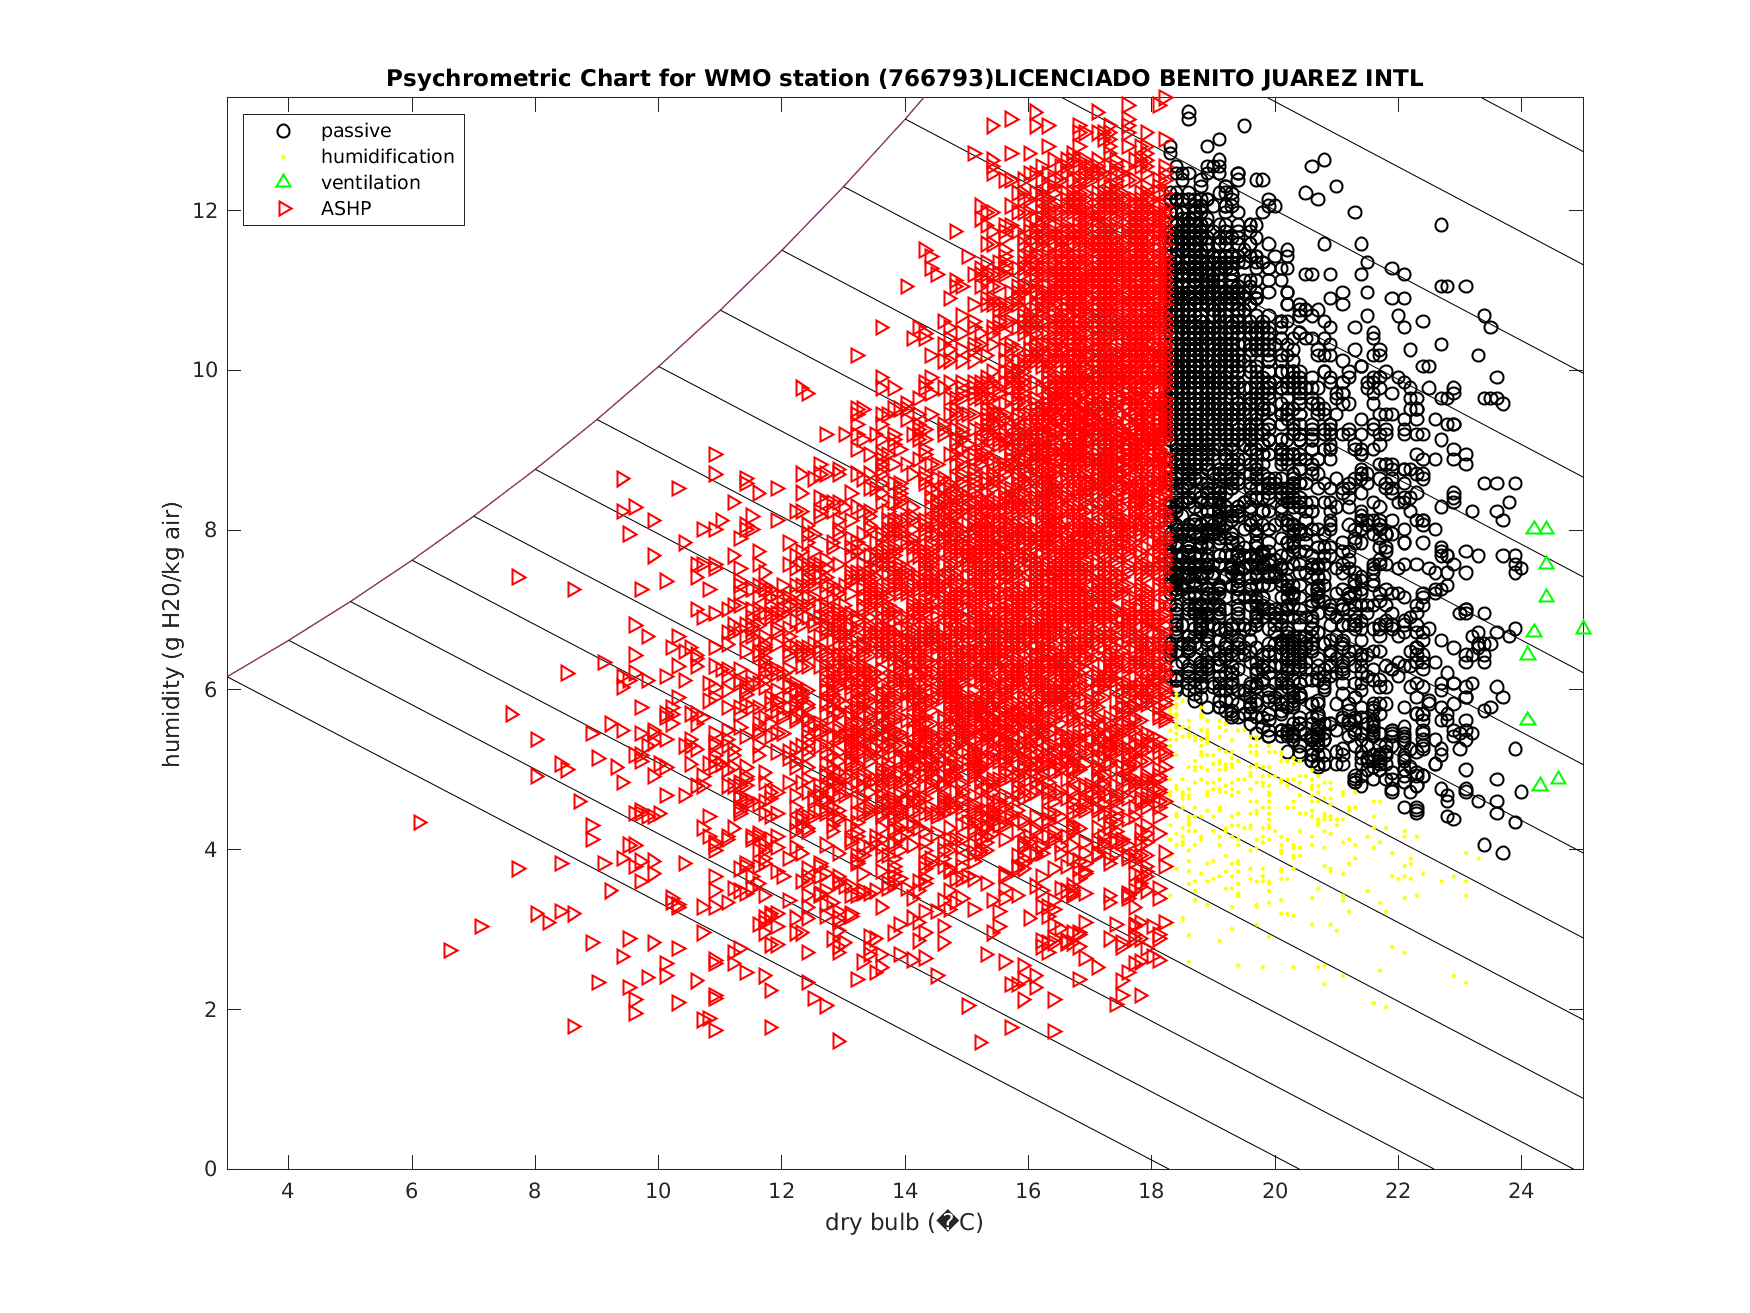 Psychrometric Chart for WMO station (766793)LICENCIADO BENITO JUAREZ INTL
passive
humidification
ventilation
ASHP
humidity (g H20/kg air)
12
10
8
6
4
2
0
4 6 8 10 12 14 16 18 20 22 24
dry bulb (�C)